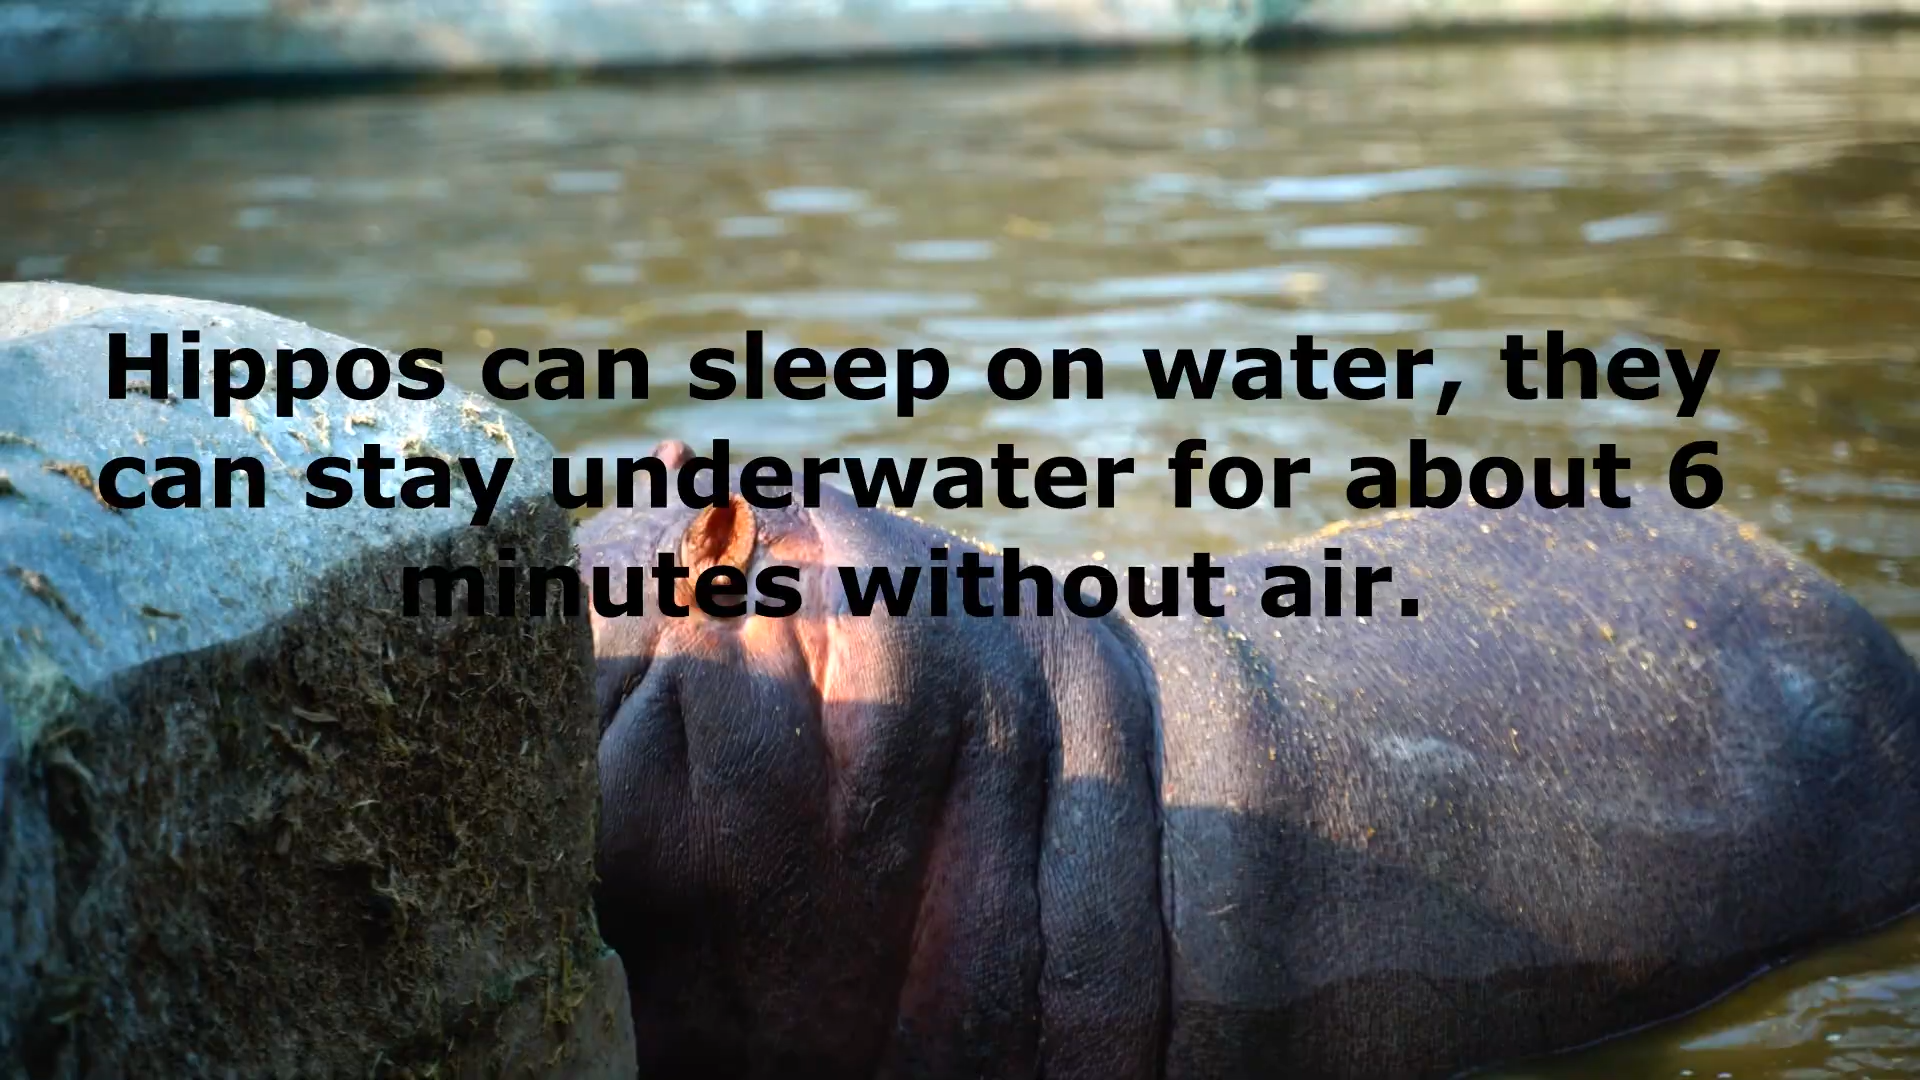 Hippos can sleep on water, they
can stay underwater for about 6
minutes without air.